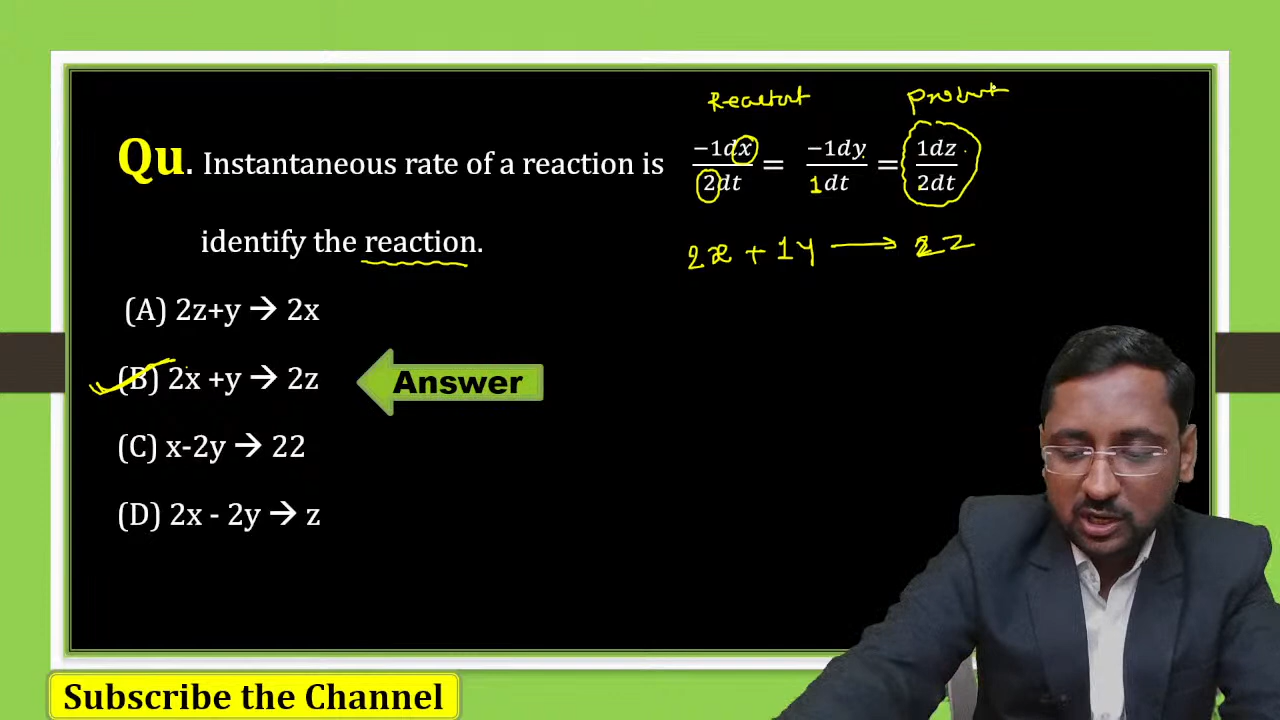 Reactant Product
Qu. Instantaneous rate of a reaction is −1dx/2dt = −1dy/1dt = 1dz/2dt
identify the reaction. 2x + 1y → 2z
(A) 2z+y → 2x
(B) 2x +y → 2z Answer
(C) x-2y → 22
(D) 2x - 2y → z
Subscribe the Channel